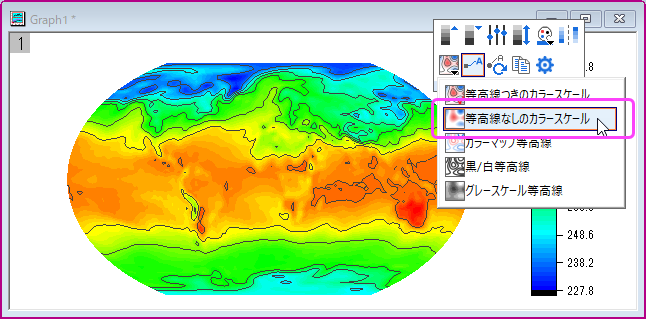 Graph1 *
1
A
A
等高線つきのカラースケール
等高線なしのカラースケール
カラーマップ等高線
黒/白等高線
グレースケール等高線
248.6
238.2
227.8